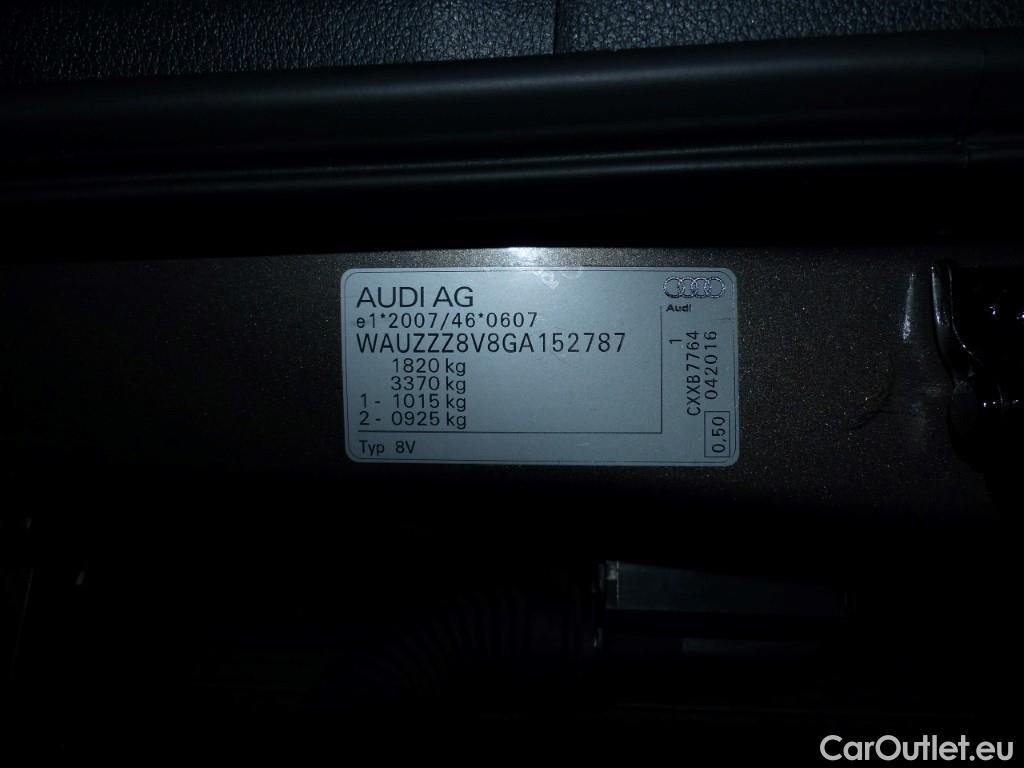 AUDI AG
e1*2007/46*0607
WAUZZZ8V8GA152787
1820 kg
3370 kg
1 - 1015 kg
2 - 0925 kg
Typ 8V
Audi
1
CXXB7764
042016
0,50
CarOutlet.eu